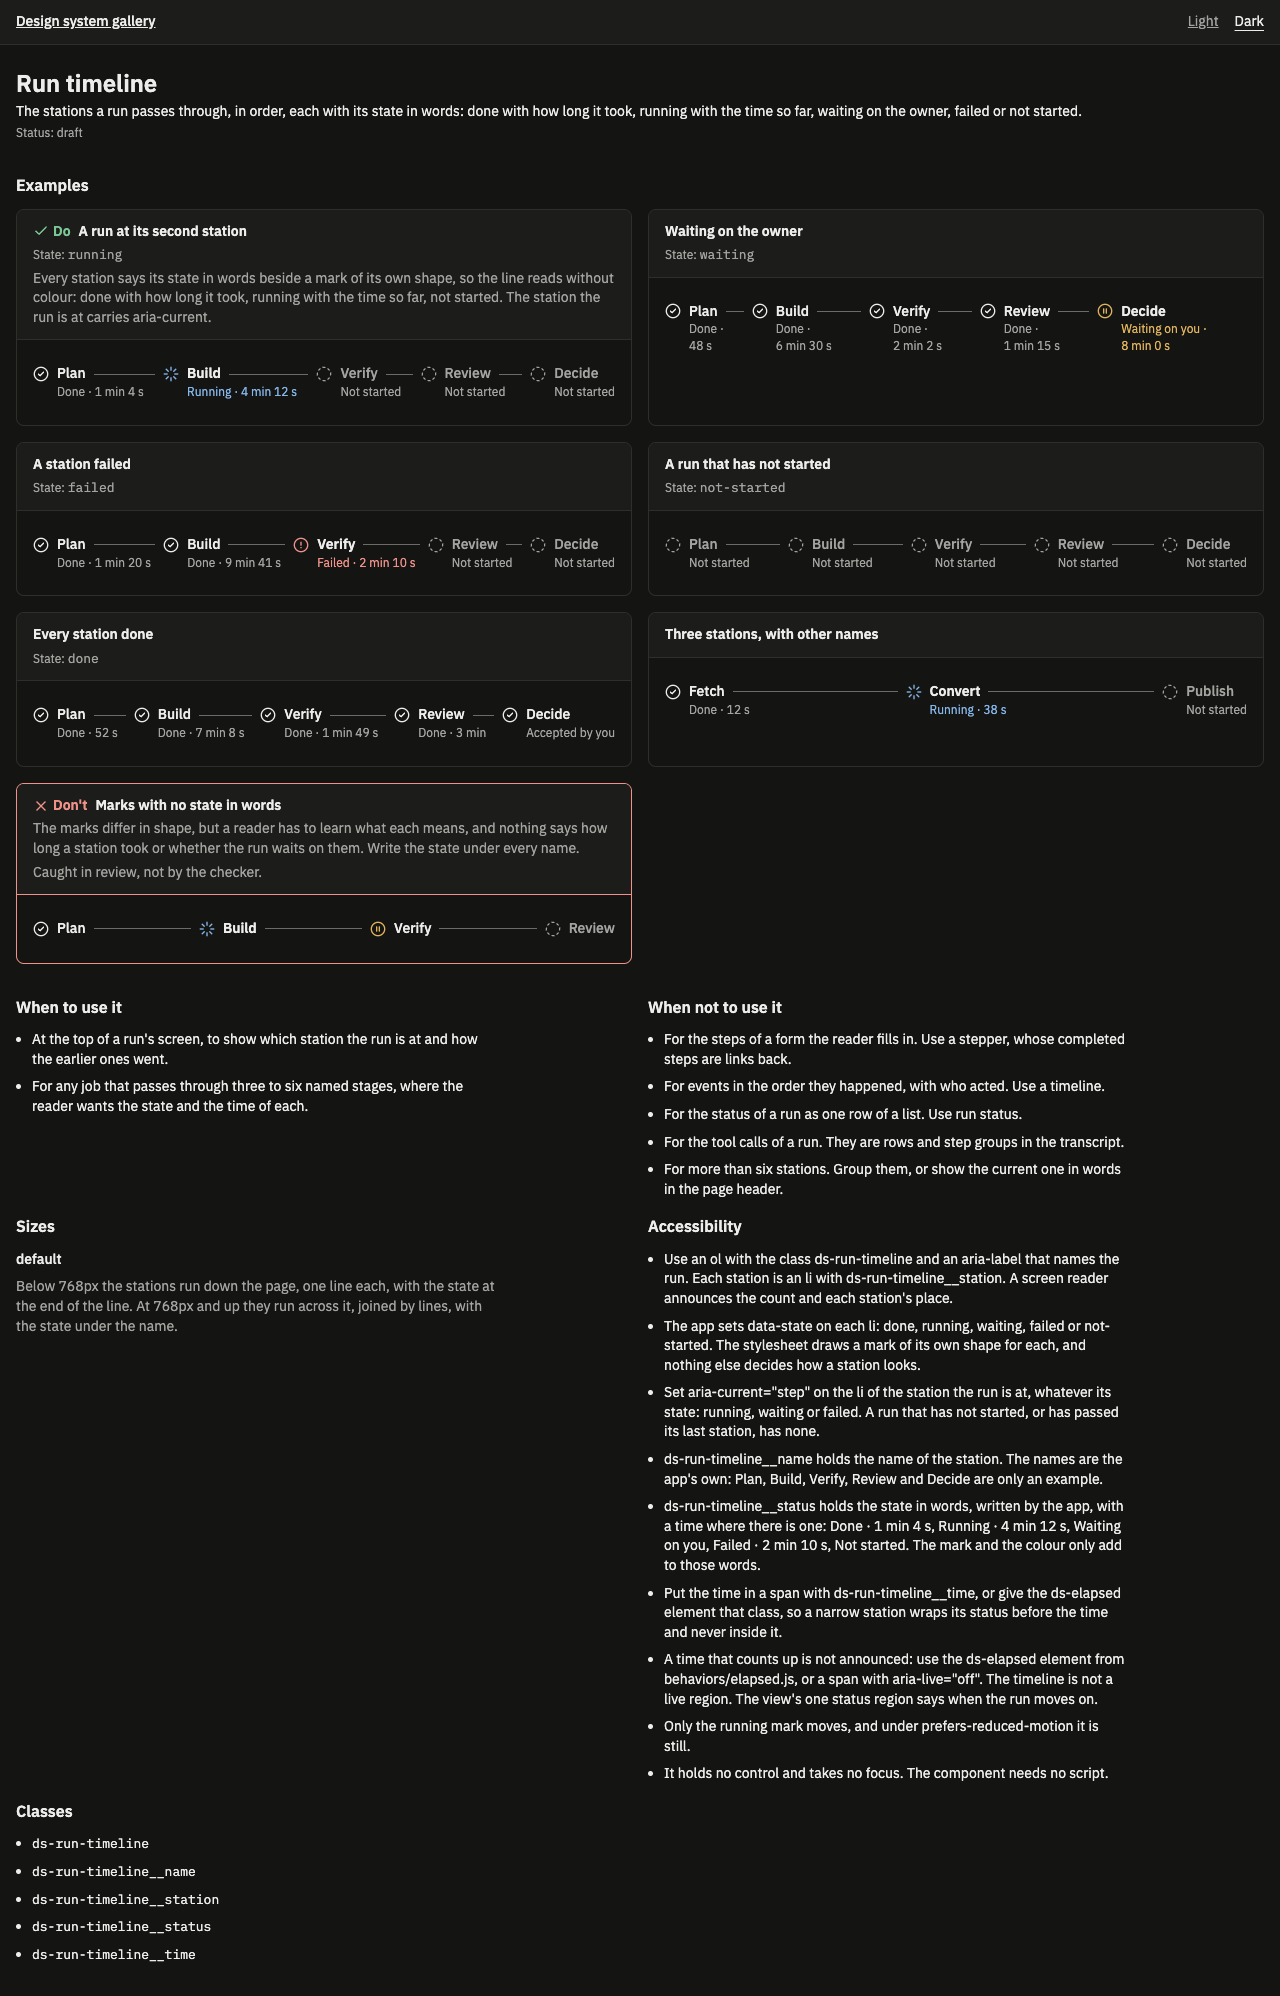 Design system gallery
Light Dark
Run timeline
The stations a run passes through, in order, each with its state in words: done with how long it took, running with the time so far, waiting on the owner, failed or not started.
Status: draft
Examples
Do A run at its second station
State: running
Every station says its state in words beside a mark of its own shape, so the line reads without
colour: done with how long it took, running with the time so far, not started. The station the
run is at carries aria-current.
Plan Build Verify Review Decide
Done · 1 min 4 s Running · 4 min 12 s Not started Not started Not started
Waiting on the owner
State: waiting
Plan Build Verify Review Decide
Done · Done · Done · Done · Waiting on you ·
48 s 6 min 30 s 2 min 2 s 1 min 15 s 8 min 0 s
A station failed
State: failed
Plan Build Verify Review Decide
Done · 1 min 20 s Done · 9 min 41 s Failed · 2 min 10 s Not started Not started
A run that has not started
State: not-started
Plan Build Verify Review Decide
Not started Not started Not started Not started Not started
Every station done
State: done
Plan Build Verify Review Decide
Done · 52 s Done · 7 min 8 s Done · 1 min 49 s Done · 3 min Accepted by you
Three stations, with other names
Fetch Convert Publish
Done · 12 s Running · 38 s Not started
Don't Marks with no state in words
The marks differ in shape, but a reader has to learn what each means, and nothing says how
long a station took or whether the run waits on them. Write the state under every name.
Caught in review, not by the checker.
Plan Build Verify Review
When to use it
At the top of a run's screen, to show which station the run is at and how
the earlier ones went.
For any job that passes through three to six named stages, where the
reader wants the state and the time of each.
When not to use it
For the steps of a form the reader fills in. Use a stepper, whose completed
steps are links back.
For events in the order they happened, with who acted. Use a timeline.
For the status of a run as one row of a list. Use run status.
For the tool calls of a run. They are rows and step groups in the transcript.
For more than six stations. Group them, or show the current one in words
in the page header.
Sizes
default
Below 768px the stations run down the page, one line each, with the state at
the end of the line. At 768px and up they run across it, joined by lines, with
the state under the name.
Accessibility
Use an ol with the class ds-run-timeline and an aria-label that names the
run. Each station is an li with ds-run-timeline__station. A screen reader
announces the count and each station's place.
The app sets data-state on each li: done, running, waiting, failed or not-
started. The stylesheet draws a mark of its own shape for each, and
nothing else decides how a station looks.
Set aria-current="step" on the li of the station the run is at, whatever its
state: running, waiting or failed. A run that has not started, or has passed
its last station, has none.
ds-run-timeline__name holds the name of the station. The names are the
app's own: Plan, Build, Verify, Review and Decide are only an example.
ds-run-timeline__status holds the state in words, written by the app, with
a time where there is one: Done · 1 min 4 s, Running · 4 min 12 s, Waiting
on you, Failed · 2 min 10 s, Not started. The mark and the colour only add
to those words.
Put the time in a span with ds-run-timeline__time, or give the ds-elapsed
element that class, so a narrow station wraps its status before the time
and never inside it.
A time that counts up is not announced: use the ds-elapsed element from
behaviors/elapsed.js, or a span with aria-live="off". The timeline is not a
live region. The view's one status region says when the run moves on.
Only the running mark moves, and under prefers-reduced-motion it is
still.
It holds no control and takes no focus. The component needs no script.
Classes
ds-run-timeline
ds-run-timeline__name
ds-run-timeline__station
ds-run-timeline__status
ds-run-timeline__time